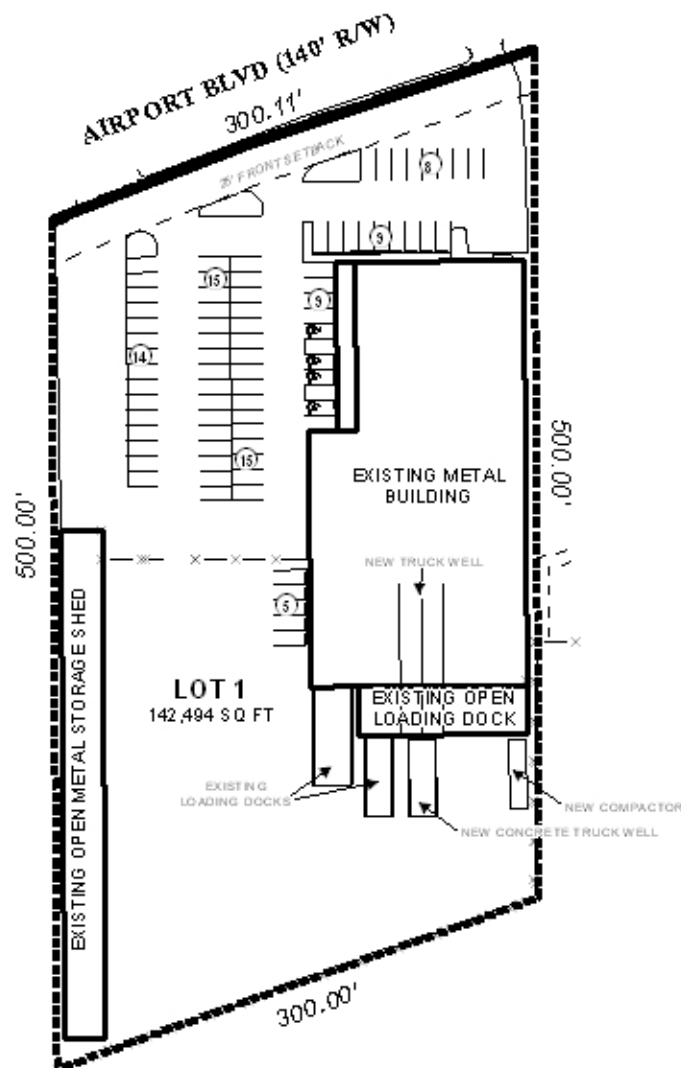 AIRPORT BLVD (140' R/W)
300.11'
25' FRONT SETBACK
8
9
15
9
14
15
EXISTING METAL
BUILDING
500.00'
500.00'
NEW TRUCK WELL
5
EXISTING OPEN METAL STORAGE SHED
LOT 1
142,494 SQ FT
EXISTING OPEN
LOADING DOCK
EXISTING
LOADING DOCKS
NEW COMPACTOR
NEW CONCRETE TRUCK WELL
300.00'